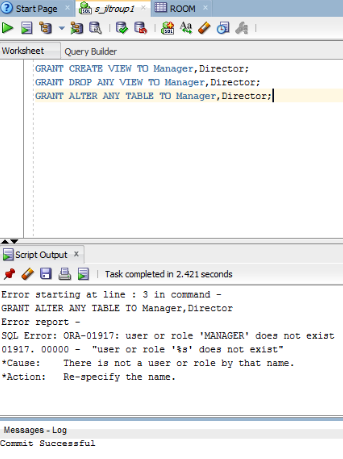 Start Page s_jjtroup1 ROOM
Worksheet Query Builder
GRANT CREATE VIEW TO Manager,Director;
GRANT DROP ANY VIEW TO Manager,Director;
GRANT ALTER ANY TABLE TO Manager,Director;
Script Output x
Task completed in 2.421 seconds
Error starting at line : 3 in command -
GRANT ALTER ANY TABLE TO Manager,Director
Error report -
SQL Error: ORA-01917: user or role 'MANAGER' does not exist
01917. 00000 - "user or role '%s' does not exist"
*Cause: There is not a user or role by that name.
*Action: Re-specify the name.
Messages - Log
Commit Successful